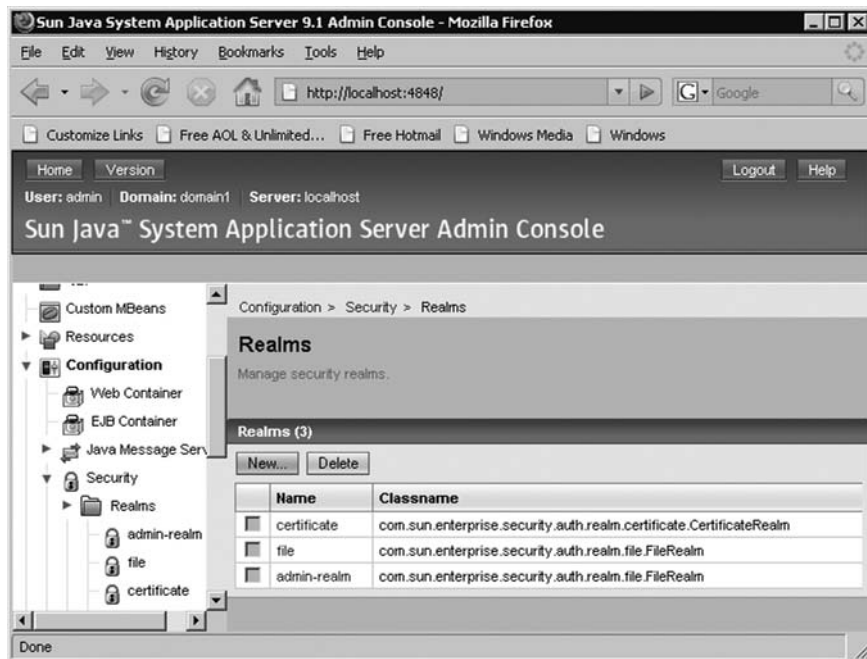 Sun Java System Application Server 9.1 Admin Console - Mozilla Firefox
File Edit View History Bookmarks Tools Help
http://localhost:4848/
G Google
Customize Links Free AOL & Unlimited... Free Hotmail Windows Media Windows
Home Version Logout Help
User: admin Domain: domain1 Server: localhost
Sun Java™ System Application Server Admin Console
Custom MBeans
Resources
Configuration
Web Container
EJB Container
Java Message Serv
Security
Realms
admin-realm
file
certificate
Configuration > Security > Realms
Realms
Manage security realms.
Realms (3)
New... Delete
Name Classname
certificate com.sun.enterprise.security.auth.realm.certificate.CertificateRealm
file com.sun.enterprise.security.auth.realm.file.FileRealm
admin-realm com.sun.enterprise.security.auth.realm.file.FileRealm
Done